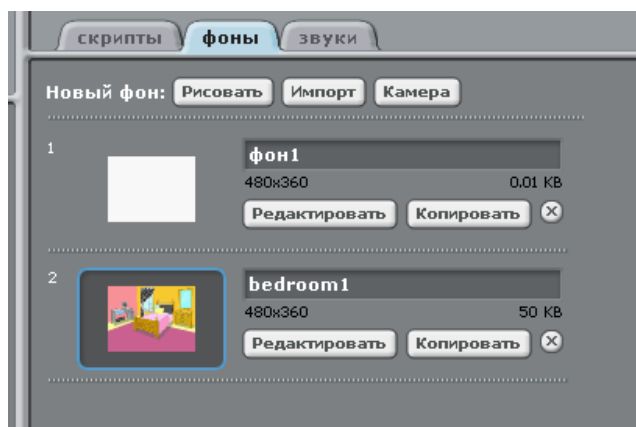 скрипты фоны звуки
Новый фон: Рисовать Импорт Камера
1
фон1
480x360 0.01 KB
Редактировать Копировать
2
bedroom1
480x360 50 KB
Редактировать Копировать